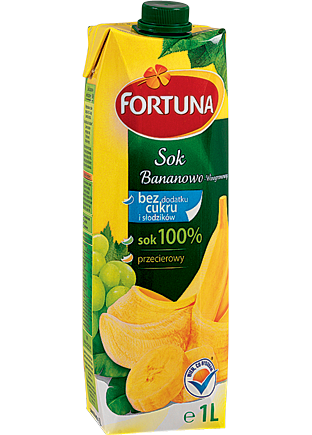 FORTUNA
Sok
Bananowo-Winogronowy
bez dodatku
cukru
i słodzików
sok 100%
przecierowy
e 1L